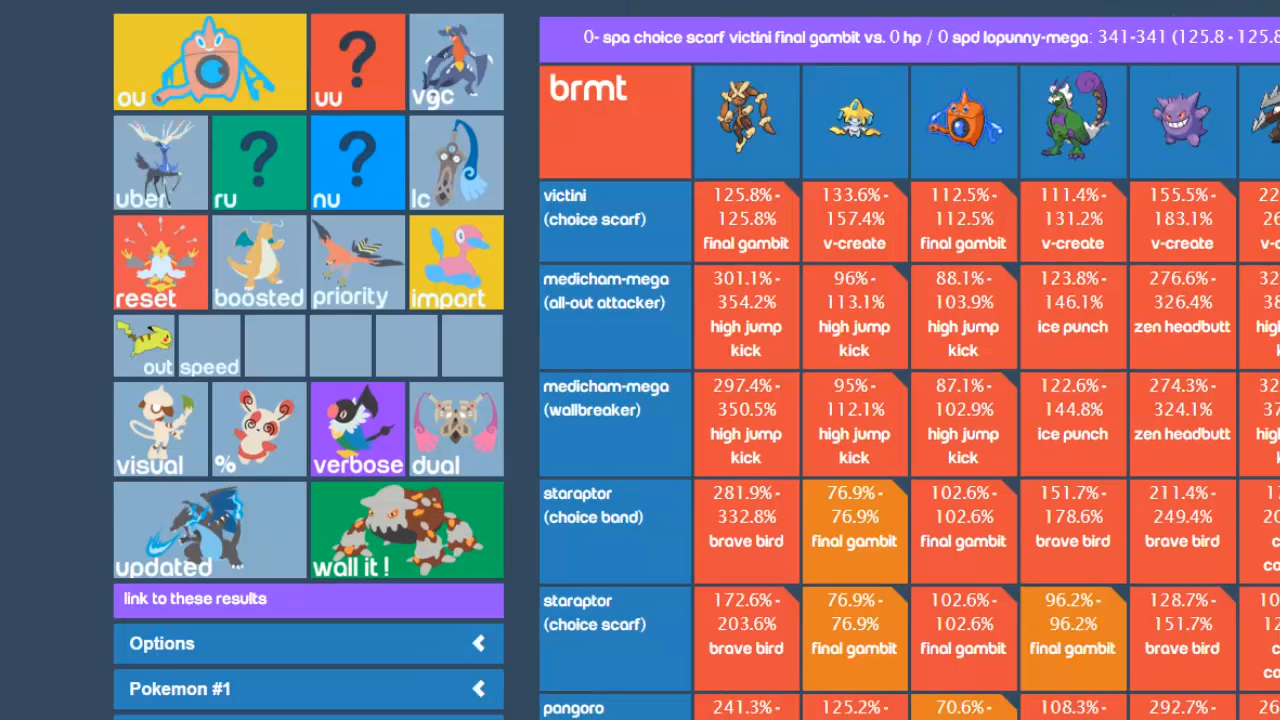 ou
uu
vgc
uber
ru
nu
lc
reset
boosted
priority
import
out speed
visual
%
verbose
dual
updated
wall it !
link to these results
Options
Pokemon #1
0- spa choice scarf victini final gambit vs. 0 hp / 0 spd lopunny-mega: 341-341 (125.8 - 125.8
brmt
victini
(choice scarf)
125.8% -
125.8%
final gambit
133.6% -
157.4%
v-create
112.5% -
112.5%
final gambit
111.4% -
131.2%
v-create
155.5% -
183.1%
v-create
medicham-mega
(all-out attacker)
301.1% -
354.2%
high jump
kick
96% -
113.1%
high jump
kick
88.1% -
103.9%
high jump
kick
123.8% -
146.1%
ice punch
276.6% -
326.4%
zen headbutt
medicham-mega
(wallbreaker)
297.4% -
350.5%
high jump
kick
95% -
112.1%
high jump
kick
87.1% -
102.9%
high jump
kick
122.6% -
144.8%
ice punch
274.3% -
324.1%
zen headbutt
staraptor
(choice band)
281.9% -
332.8%
brave bird
76.9% -
76.9%
final gambit
102.6% -
102.6%
final gambit
151.7% -
178.6%
brave bird
211.4% -
249.4%
brave bird
staraptor
(choice scarf)
172.6% -
203.6%
brave bird
76.9% -
76.9%
final gambit
102.6% -
102.6%
final gambit
96.2% -
96.2%
final gambit
128.7% -
151.7%
brave bird
pangoro
241.3% -
125.2% -
70.6% -
108.3% -
292.7% -